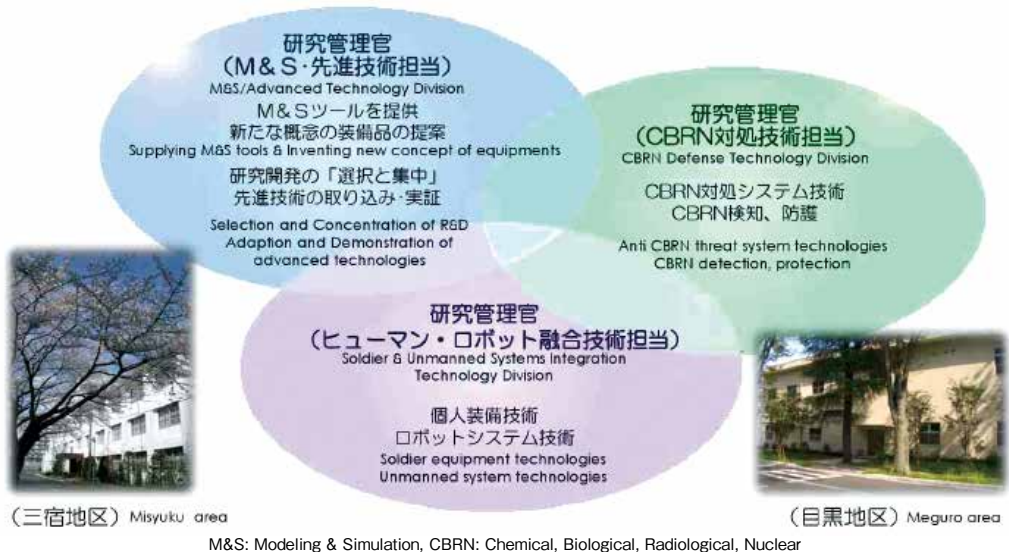 研究管理官
(M&S・先進技術担当)
M&S/Advanced Technology Division
M&Sツールを提供
新たな概念の装備品の提案
Supplying M&S tools & Inventing new concept of equipments
研究開発の「選択と集中」
先進技術の取り込み・実証
Selection and Concentration of R&D
Adaption and Demonstration of
advanced technologies
研究管理官
(CBRN対処技術担当)
CBRN Defense Technology Division
CBRN対処システム技術
CBRN検知、防護
Anti CBRN threat system technologies
CBRN detection, protection
研究管理官
(ヒューマン・ロボット融合技術担当)
Soldier & Unmanned Systems Integration
Technology Division
個人装備技術
ロボットシステム技術
Soldier equipment technologies
Unmanned system technologies
(三宿地区) Misyuku area
(目黒地区) Meguro area
M&S: Modeling & Simulation, CBRN: Chemical, Biological, Radiological, Nuclear